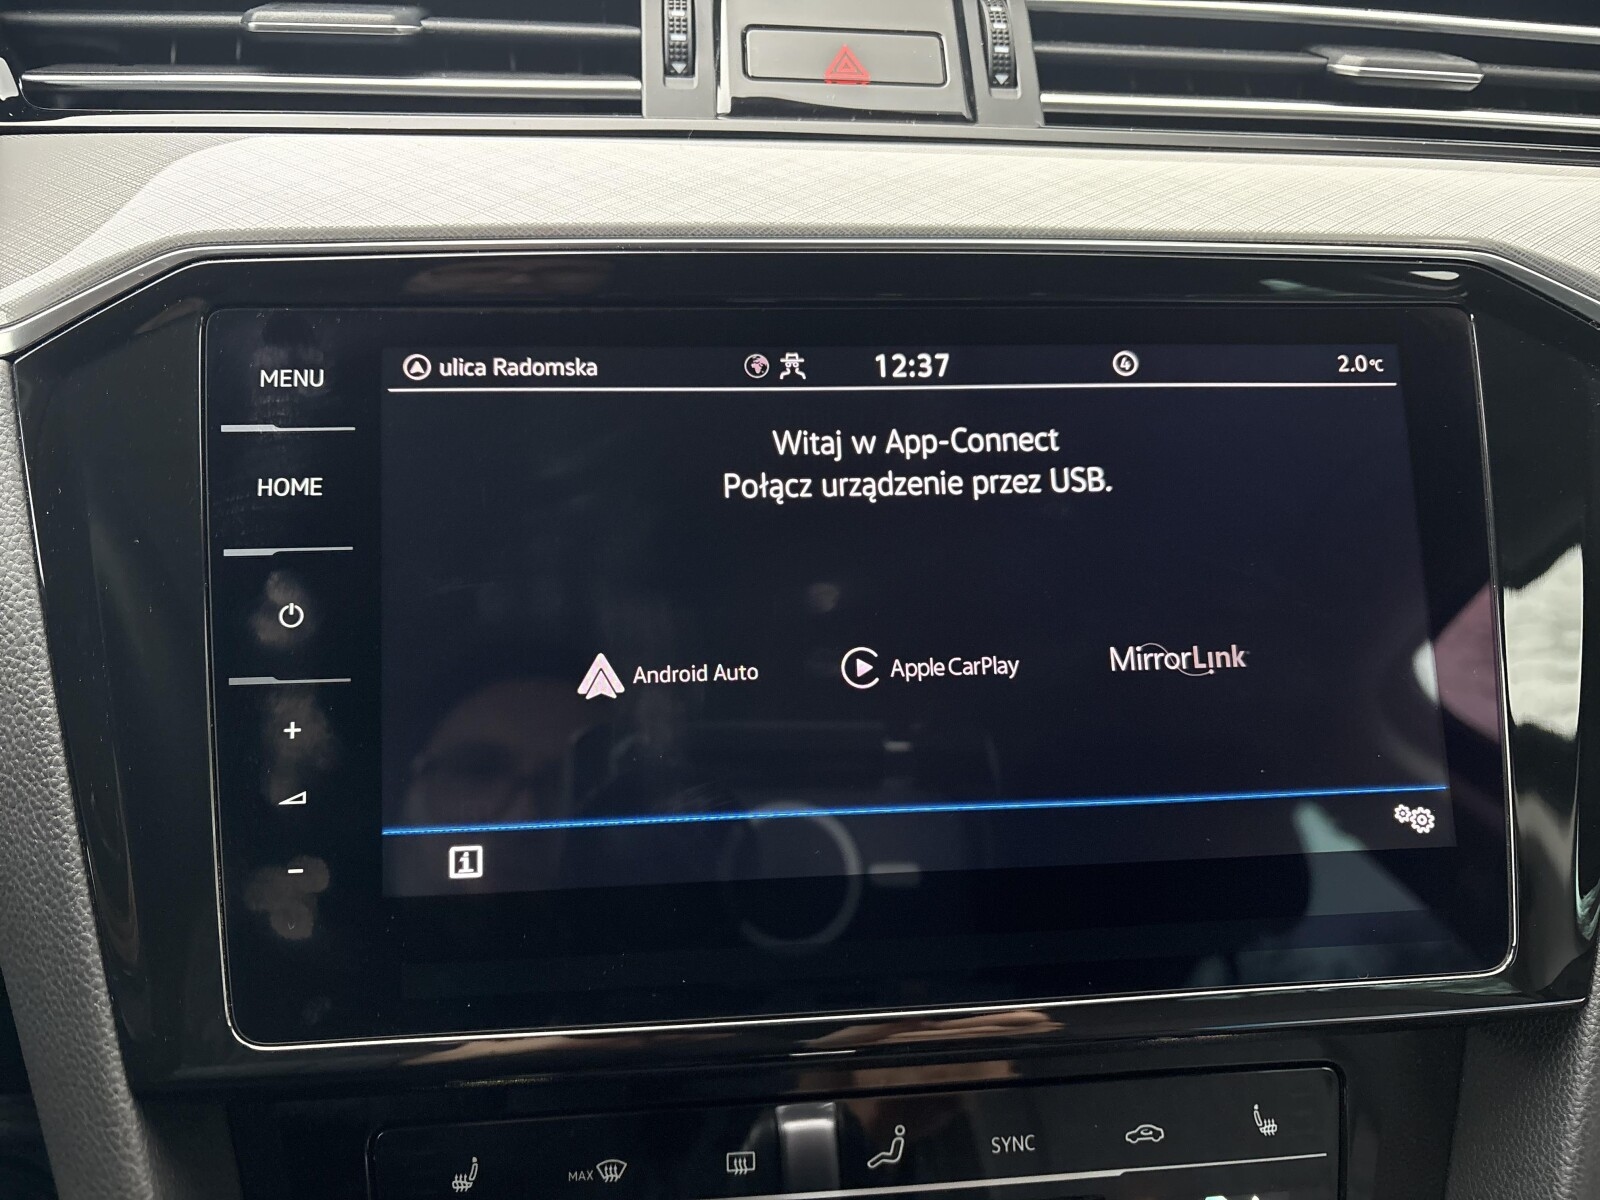 MENU
HOME
ulica Radomska
12:37
4
2.0°C
Witaj w App-Connect
Połącz urządzenie przez USB.
Android Auto
Apple CarPlay
MirrorLink
i
+
-
MAX
SYNC